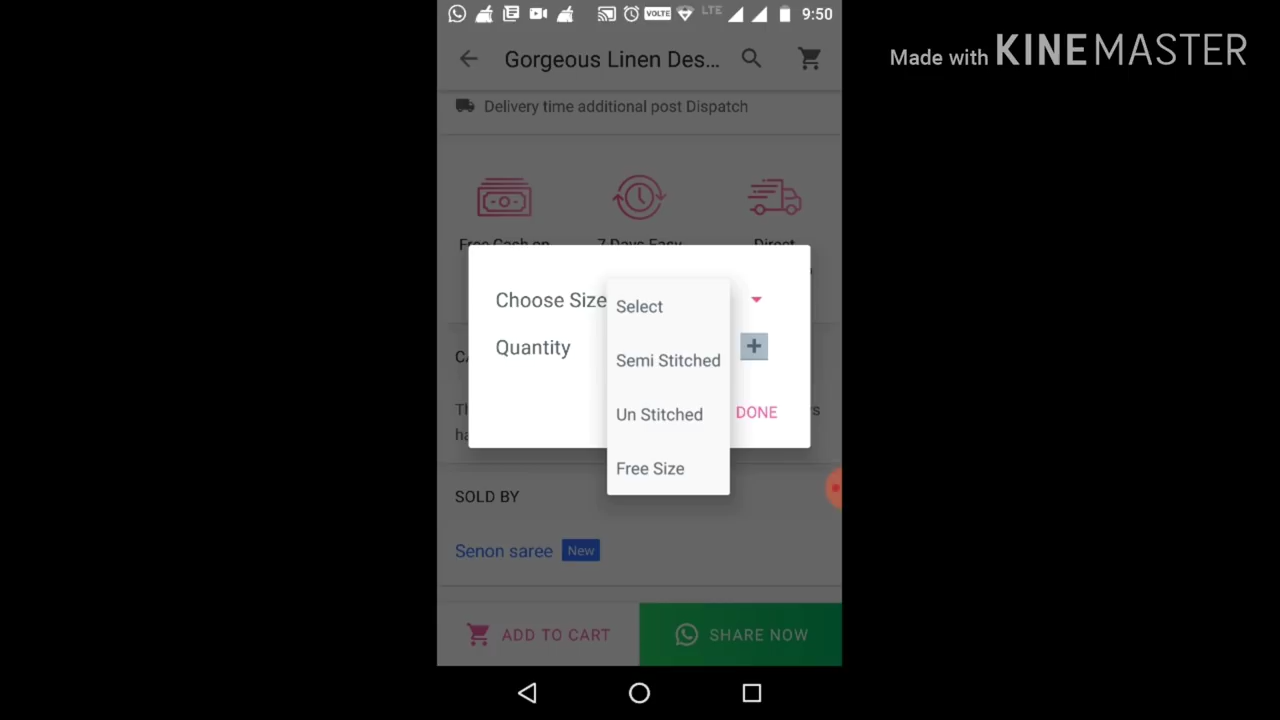 VOLTE LTE 9:50
Made with KINEMASTER
Gorgeous Linen Des...
Delivery time additional post Dispatch
Free Cash on
7 Days Easy
Direct
Choose Size
Select
Quantity
+
Semi Stitched
Un Stitched
DONE
Free Size
SOLD BY
Senon saree New
ADD TO CART
SHARE NOW